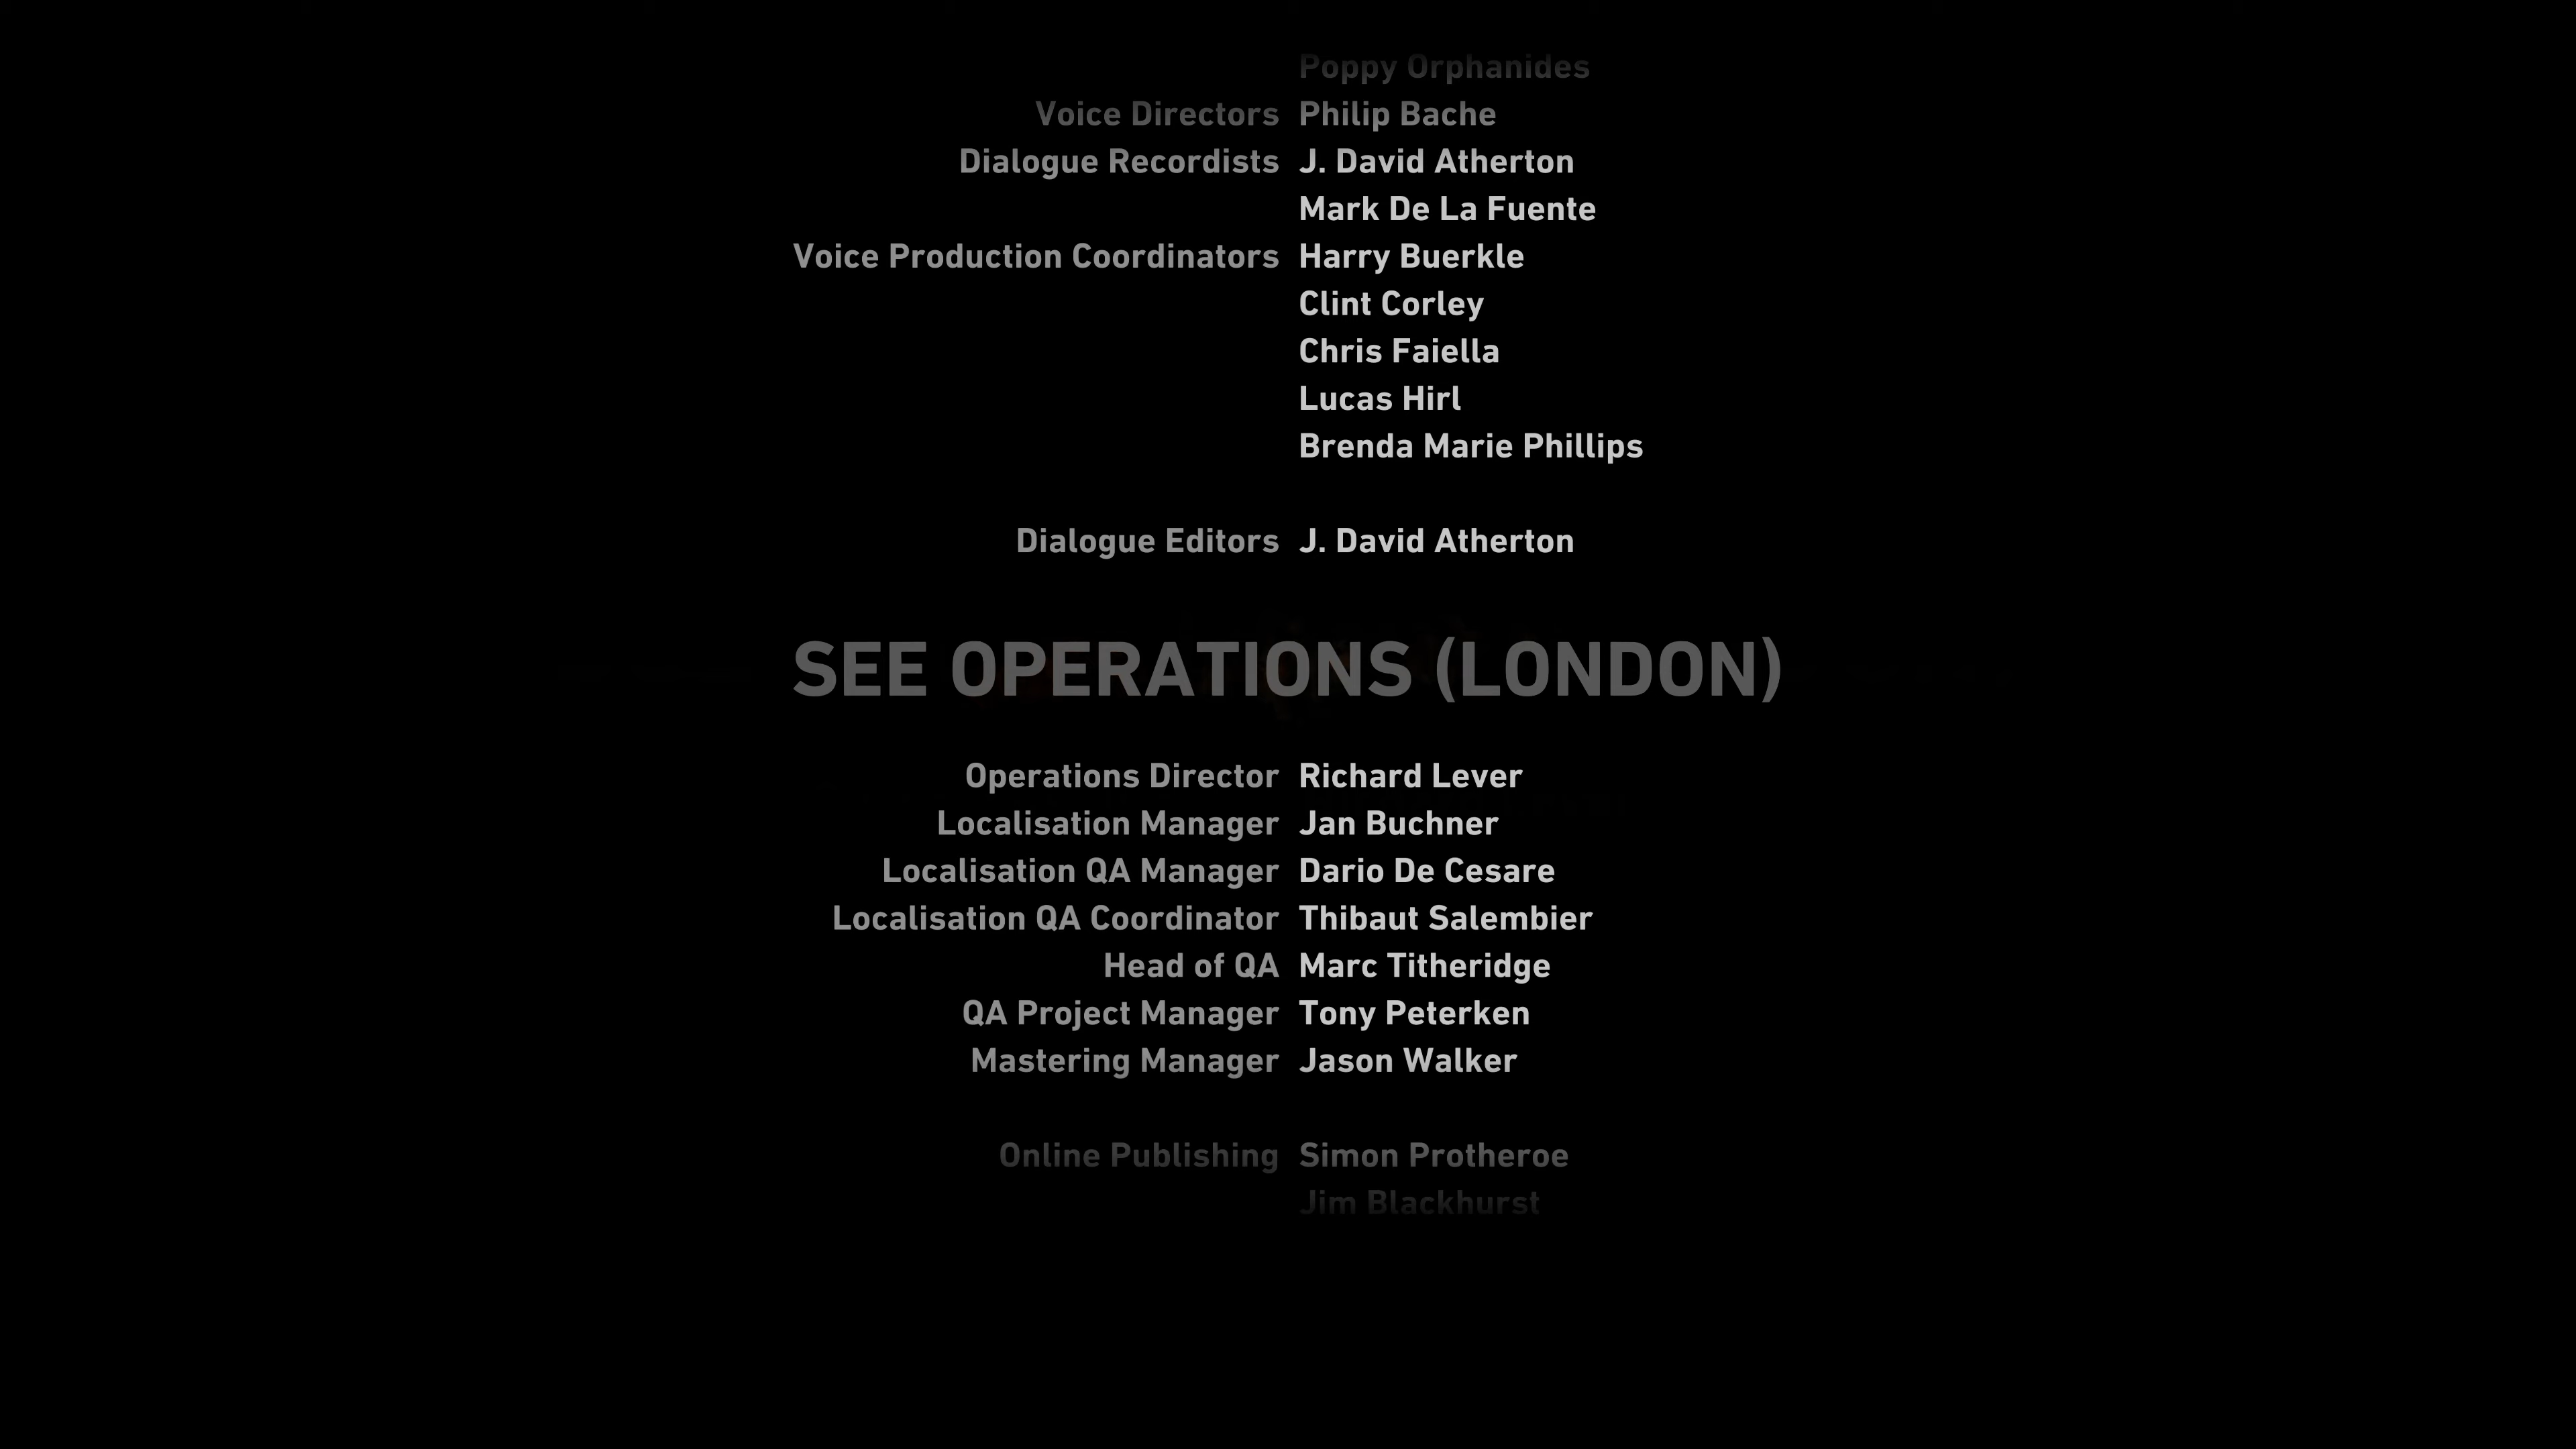 Poppy Orphanides
Voice Directors Philip Bache
Dialogue Recordists J. David Atherton
Mark De La Fuente
Voice Production Coordinators Harry Buerkle
Clint Corley
Chris Faiella
Lucas Hirl
Brenda Marie Phillips
Dialogue Editors J. David Atherton
SEE OPERATIONS (LONDON)
Operations Director Richard Lever
Localisation Manager Jan Buchner
Localisation QA Manager Dario De Cesare
Localisation QA Coordinator Thibaut Salembier
Head of QA Marc Titheridge
QA Project Manager Tony Peterken
Mastering Manager Jason Walker
Online Publishing Simon Protheroe
Jim Blackhurst